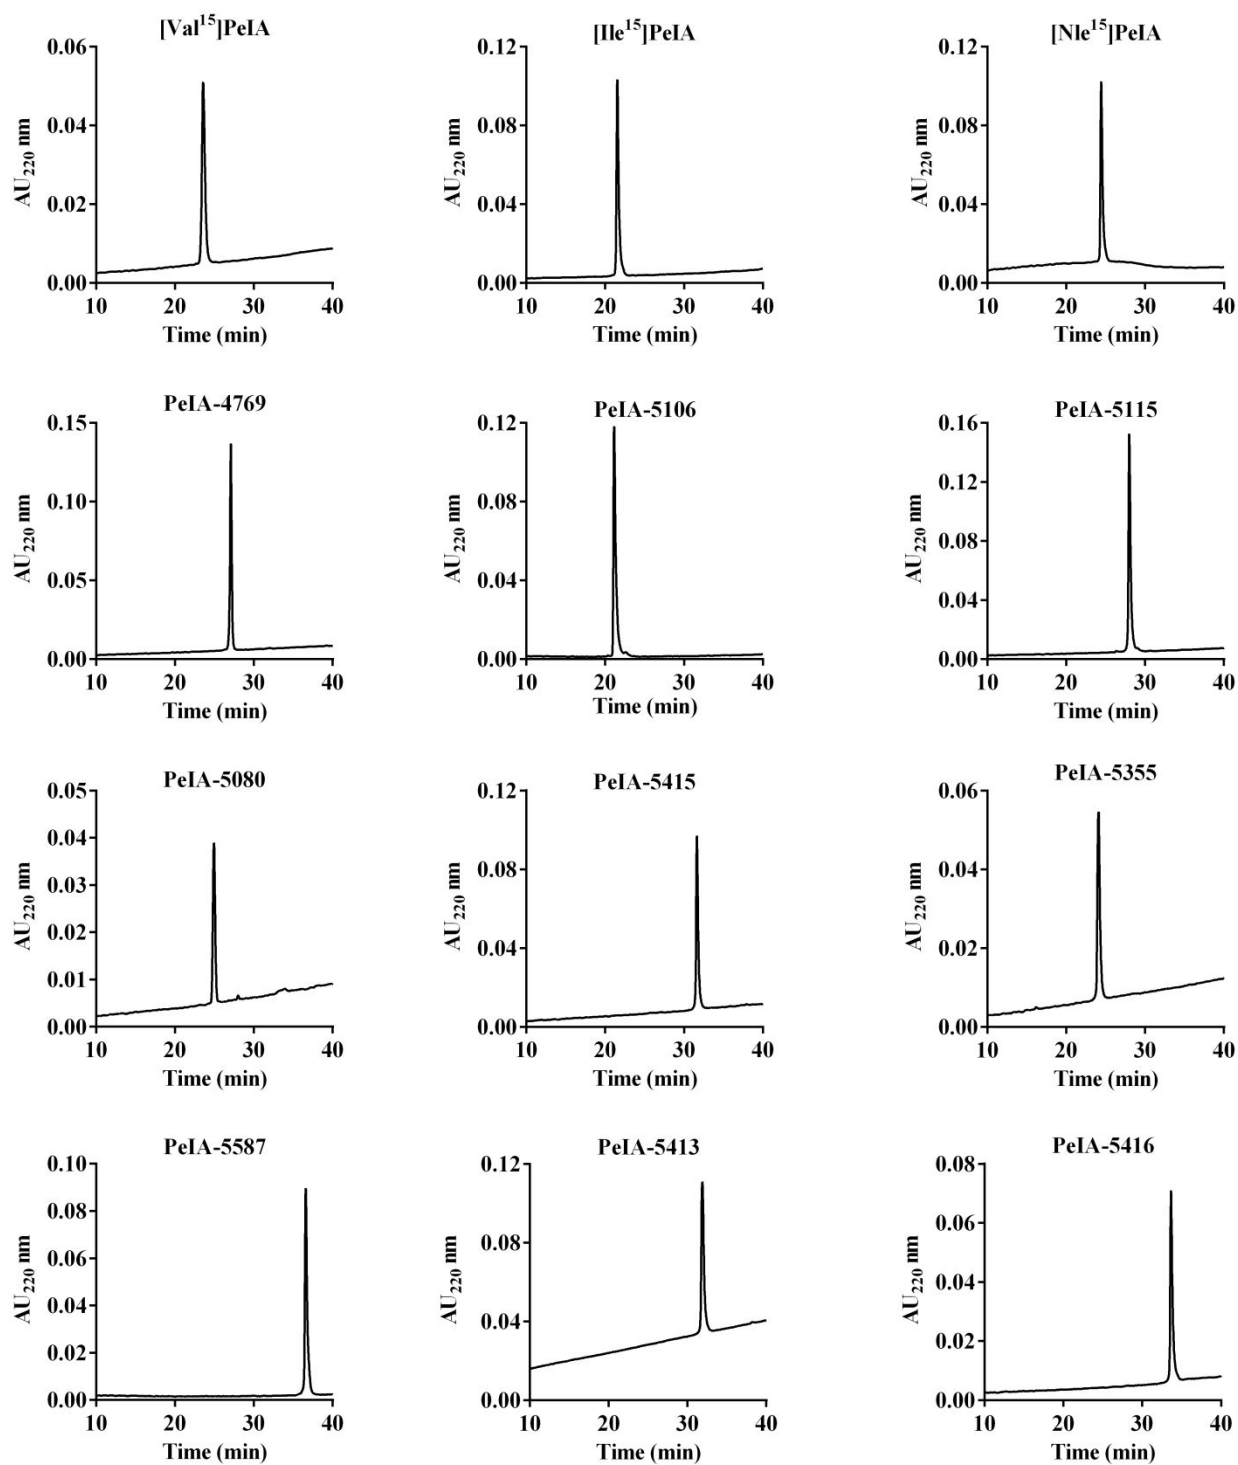 [Val¹⁵]PeIA
0.06
0.04
0.02
0.00
AU₂₂₀ nm
10 20 30 40
Time (min)
[Ile¹⁵]PeIA
0.12
0.08
0.04
0.00
AU₂₂₀ nm
10 20 30 40
Time (min)
[Nle¹⁵]PeIA
0.12
0.08
0.04
0.00
AU₂₂₀ nm
10 20 30 40
Time (min)
PeIA-4769
0.15
0.10
0.05
0.00
AU₂₂₀ nm
10 20 30 40
Time (min)
PeIA-5106
0.12
0.08
0.04
0.00
AU₂₂₀ nm
10 20 30 40
Time (min)
PeIA-5115
0.16
0.12
0.08
0.04
0.00
AU₂₂₀ nm
10 20 30 40
Time (min)
PeIA-5080
0.05
0.04
0.03
0.02
0.01
0.00
AU₂₂₀ nm
10 20 30 40
Time (min)
PeIA-5415
0.12
0.08
0.04
0.00
AU₂₂₀ nm
10 20 30 40
Time (min)
PeIA-5355
0.06
0.04
0.02
0.00
AU₂₂₀ nm
10 20 30 40
Time (min)
PeIA-5587
0.10
0.08
0.06
0.04
0.02
0.00
AU₂₂₀ nm
10 20 30 40
Time (min)
PeIA-5413
0.12
0.08
0.04
0.00
AU₂₂₀ nm
10 20 30 40
Time (min)
PeIA-5416
0.08
0.06
0.04
0.02
0.00
AU₂₂₀ nm
10 20 30 40
Time (min)